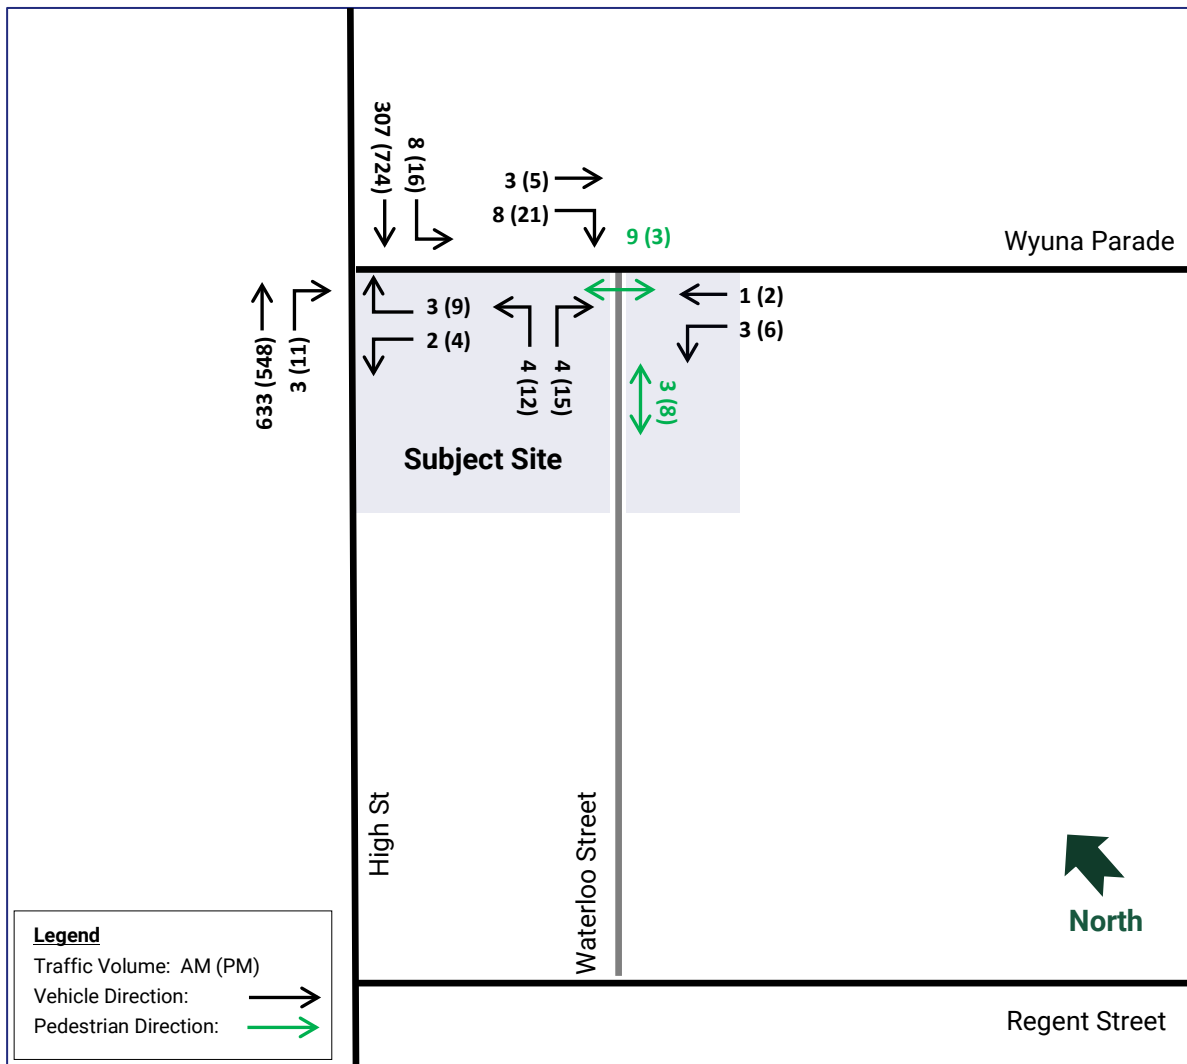 307 (724)
8 (16)
3 (5)
8 (21)
9 (3)
Wyuna Parade
633 (548)
3 (11)
3 (9)
2 (4)
4 (12)
4 (15)
1 (2)
3 (6)
3 (8)
Subject Site
High St
Waterloo Street
North
Legend
Traffic Volume: AM (PM)
Vehicle Direction:
Pedestrian Direction:
Regent Street